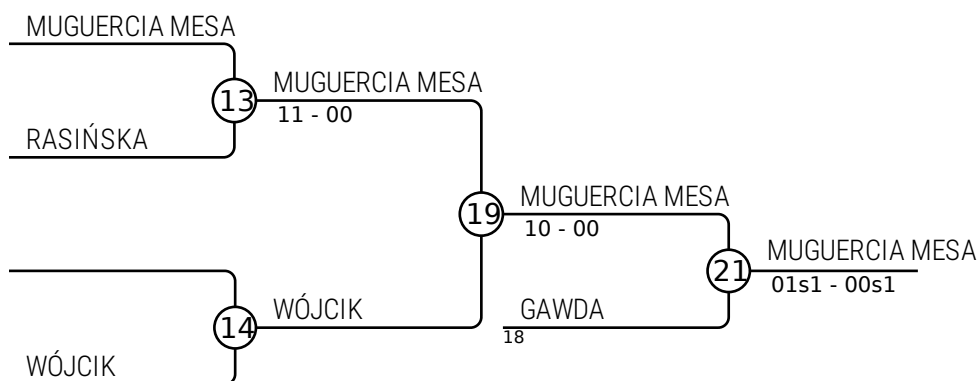 MUGUERCIA MESA
13
MUGUERCIA MESA
11 - 00
RASIŃSKA
19
MUGUERCIA MESA
10 - 00
21
MUGUERCIA MESA
01s1 - 00s1
14
WÓJCIK
GAWDA
18
WÓJCIK